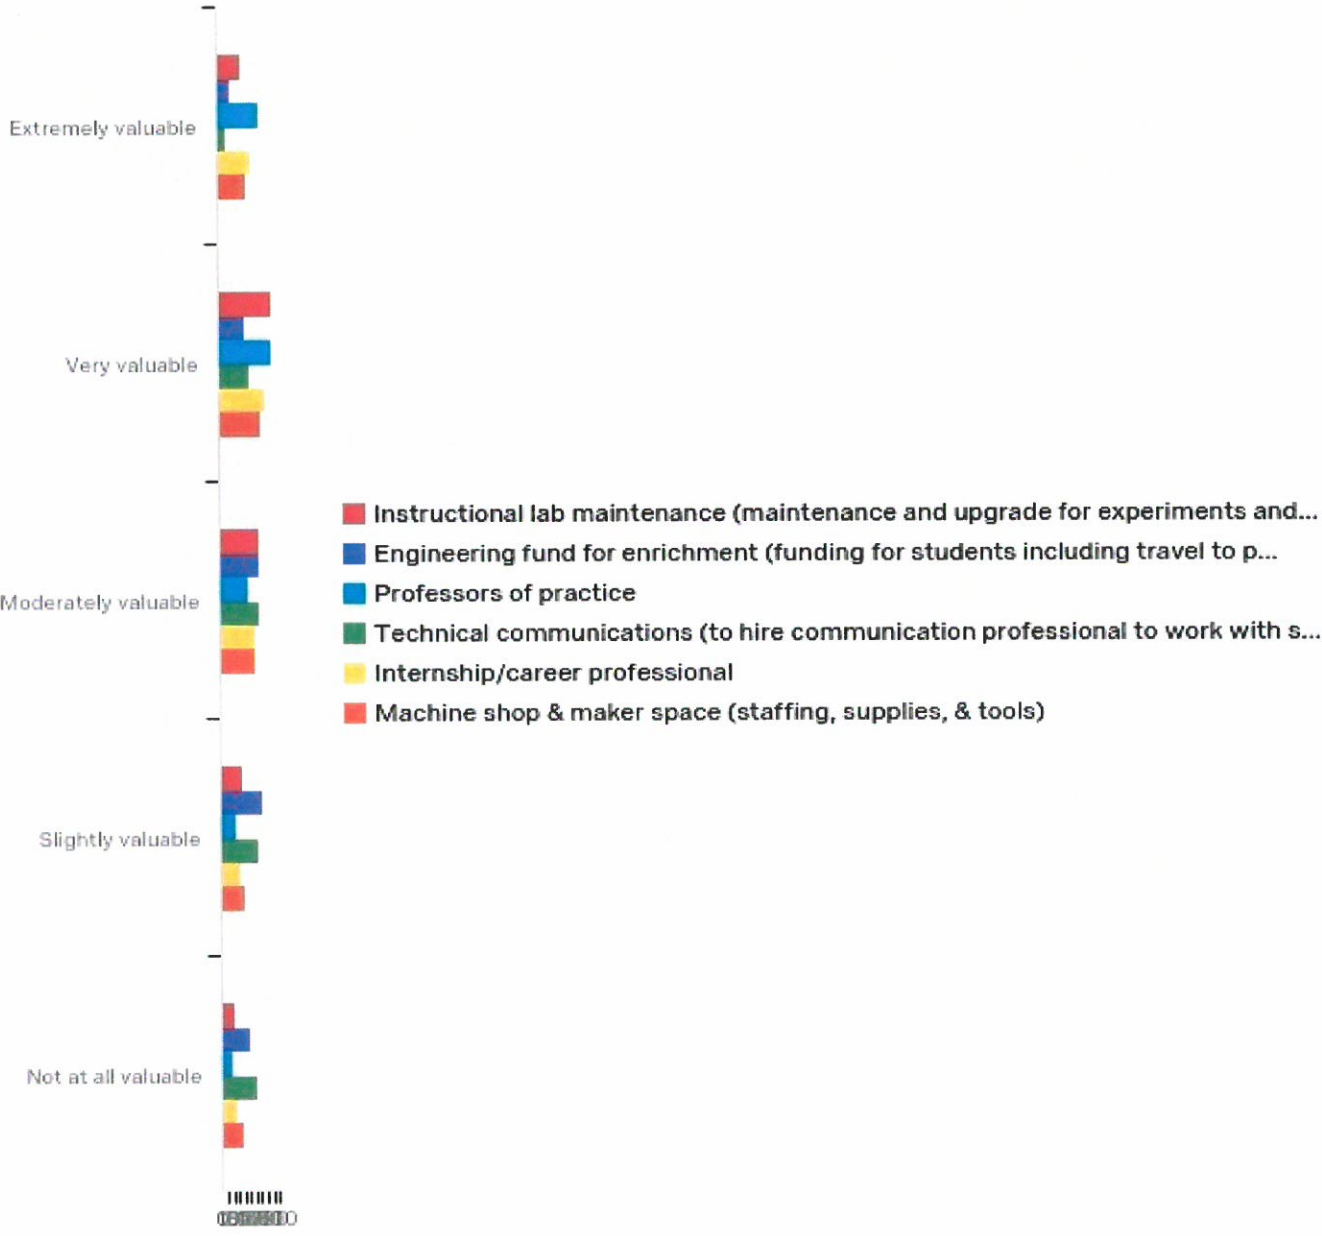 Extremely valuable
Very valuable
Moderately valuable
Slightly valuable
Not at all valuable
Instructional lab maintenance (maintenance and upgrade for experiments and...
Engineering fund for enrichment (funding for students including travel to p...
Professors of practice
Technical communications (to hire communication professional to work with s...
Internship/career professional
Machine shop & maker space (staffing, supplies, & tools)